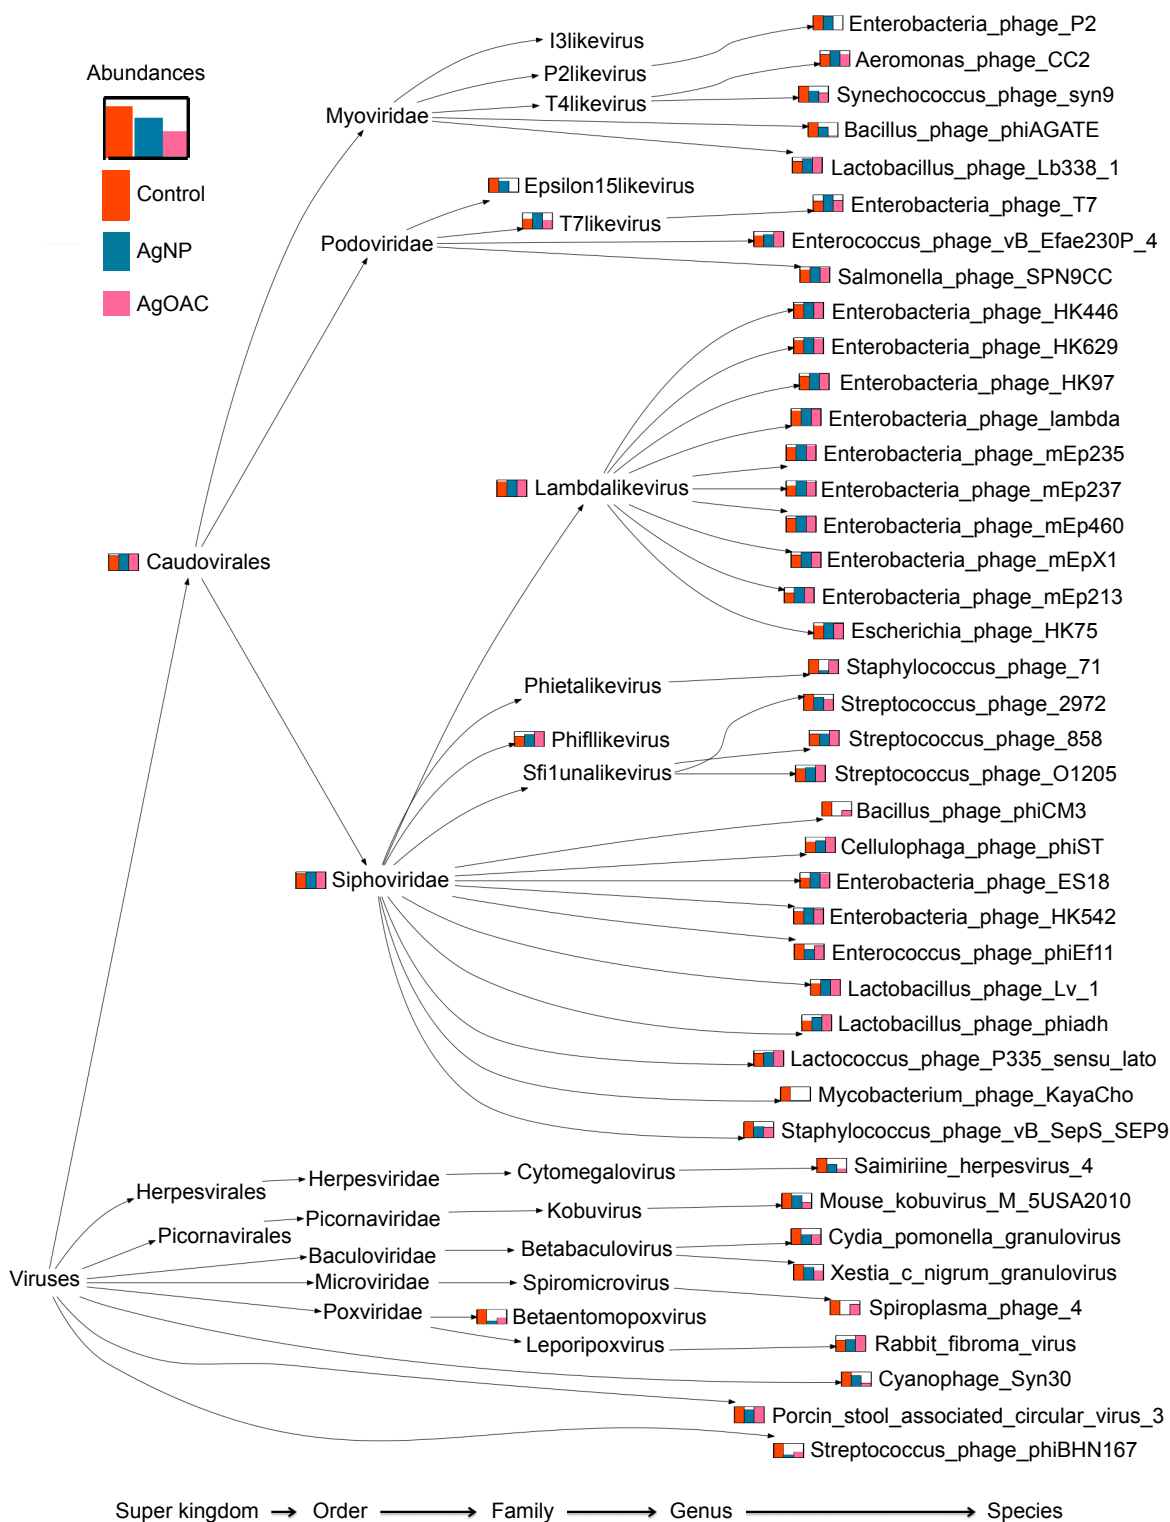 Enterobacteria_phage_P2
I3likevirus
Aeromonas_phage_CC2
Abundances
P2likevirus
Synechococcus_phage_syn9
T4likevirus
Myoviridae
Bacillus_phage_phiAGATE
Lactobacillus_phage_Lb338_1
Control
Epsilon15likevirus
Enterobacteria_phage_T7
T7likevirus
Podoviridae
Enterococcus_phage_vB_Efae230P_4
AgNP
Salmonella_phage_SPN9CC
AgOAC
Enterobacteria_phage_HK446
Enterobacteria_phage_HK629
Enterobacteria_phage_HK97
Enterobacteria_phage_lambda
Enterobacteria_phage_mEp235
Lambdalikevirus
Enterobacteria_phage_mEp237
Enterobacteria_phage_mEp460
Caudovirales
Enterobacteria_phage_mEpX1
Enterobacteria_phage_mEp213
Escherichia_phage_HK75
Staphylococcus_phage_71
Phietalikevirus
Streptococcus_phage_2972
Phifllikevirus
Streptococcus_phage_858
Sfi1unalikevirus
Streptococcus_phage_O1205
Bacillus_phage_phiCM3
Cellulophaga_phage_phiST
Siphoviridae
Enterobacteria_phage_ES18
Enterobacteria_phage_HK542
Enterococcus_phage_phiEf11
Lactobacillus_phage_Lv_1
Lactobacillus_phage_phiadh
Lactococcus_phage_P335_sensu_lato
Mycobacterium_phage_KayaCho
Staphylococcus_phage_vB_SepS_SEP9
Saimiriine_herpesvirus_4
Cytomegalovirus
Herpesviridae
Herpesvirales
Mouse_kobuvirus_M_5USA2010
Kobuvirus
Picornaviridae
Picornavirales
Cydia_pomonella_granulovirus
Betabaculovirus
Baculoviridae
Xestia_c_nigrum_granulovirus
Viruses
Microviridae
Spiromicrovirus
Spiroplasma_phage_4
Poxviridae
Betaentomopoxvirus
Leporipoxvirus
Rabbit_fibroma_virus
Cyanophage_Syn30
Porcin_stool_associated_circular_virus_3
Streptococcus_phage_phiBHN167
Super kingdom Order Family Genus Species